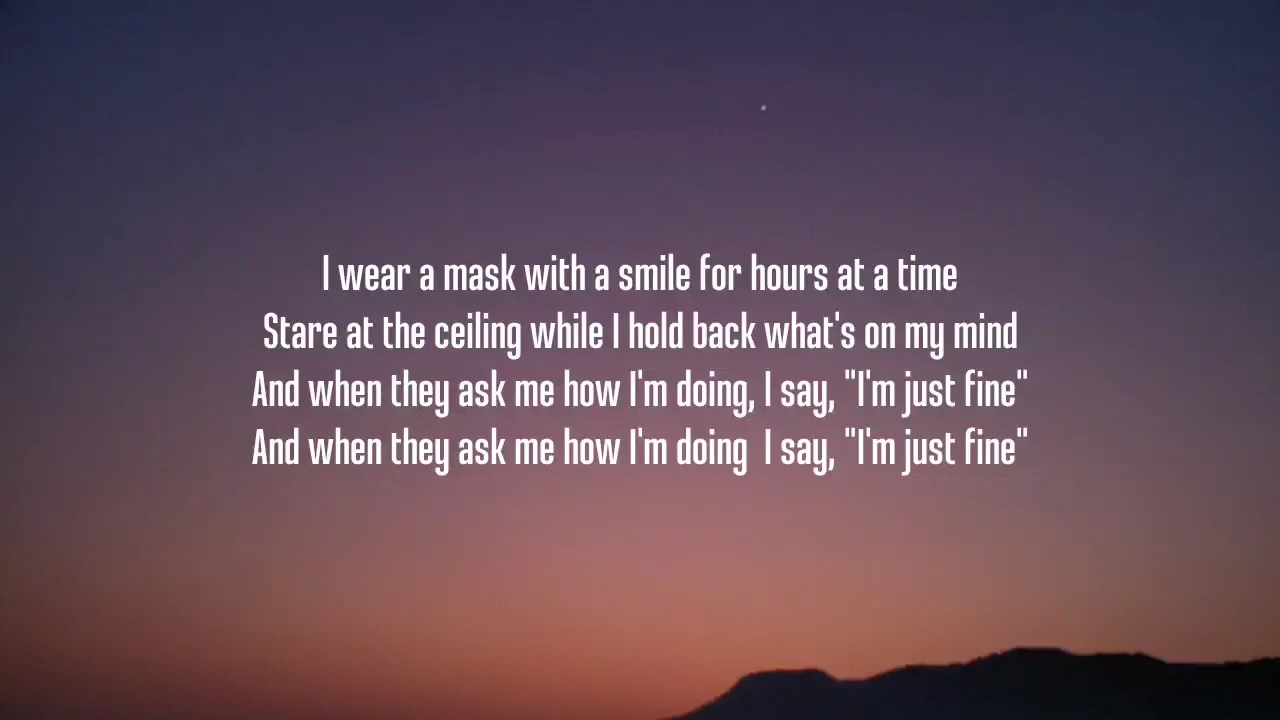 I wear a mask with a smile for hours at a time
Stare at the ceiling while I hold back what's on my mind
And when they ask me how I'm doing, I say, "I'm just fine"
And when they ask me how I'm doing  I say, "I'm just fine"